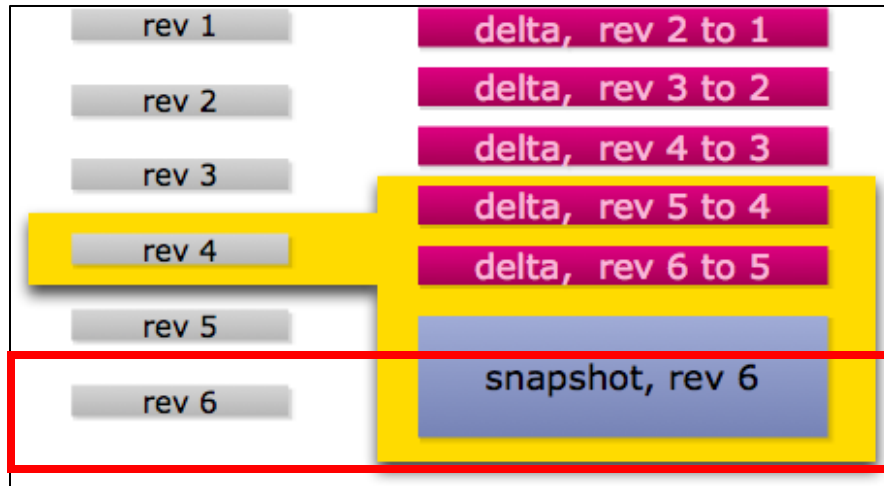 rev 1
delta, rev 2 to 1
rev 2
delta, rev 3 to 2
rev 3
delta, rev 4 to 3
rev 4
delta, rev 5 to 4
delta, rev 6 to 5
rev 5
snapshot, rev 6
rev 6